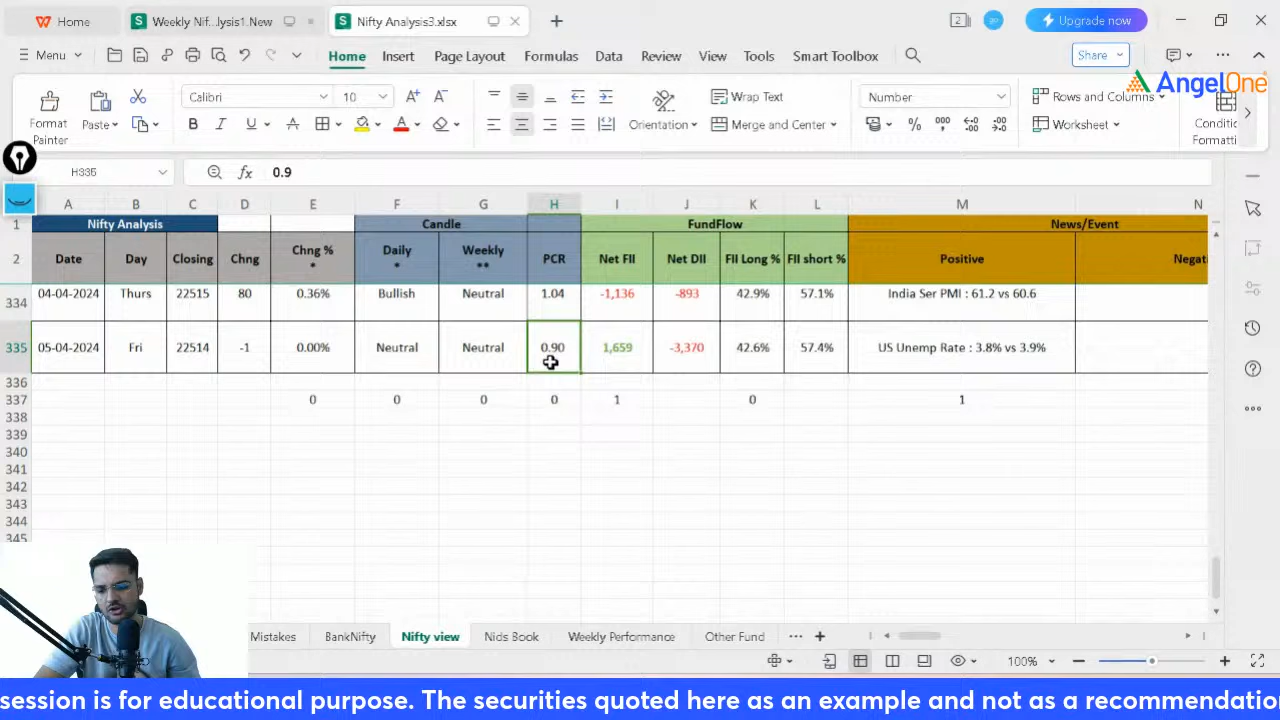 Home
Weekly Nif...lysis1.New
Nifty Analysis3.xlsx
2
Upgrade now
Menu
Home
Insert
Page Layout
Formulas
Data
Review
View
Tools
Smart Toolbox
Share
AngelOne
Format
Painter
Paste
Calibri
10
Wrap Text
Orientation
Merge and Center
Number
Rows and Columns
Worksheet
Conditic
Formatti
H335
fx
0.9
A B C D E F G H I J K L M N
1 Nifty Analysis Candle FundFlow News/Event
2 Date Day Closing Chng Chng % * Daily * Weekly ** PCR Net FII Net DII FII Long % FII short % Positive Negati
334 04-04-2024 Thurs 22515 80 0.36% Bullish Neutral 1.04 -1,136 -893 42.9% 57.1% India Ser PMI : 61.2 vs 60.6
335 05-04-2024 Fri 22514 -1 0.00% Neutral Neutral 0.90 1,659 -3,370 42.6% 57.4% US Unemp Rate : 3.8% vs 3.9%
336
337 0 0 0 0 1 0 1
338
339
340
341
342
343
344
345
Mistakes
BankNifty
Nifty view
Nids Book
Weekly Performance
Other Fund
100%
session is for educational purpose. The securities quoted here as an example and not as a recommendatio